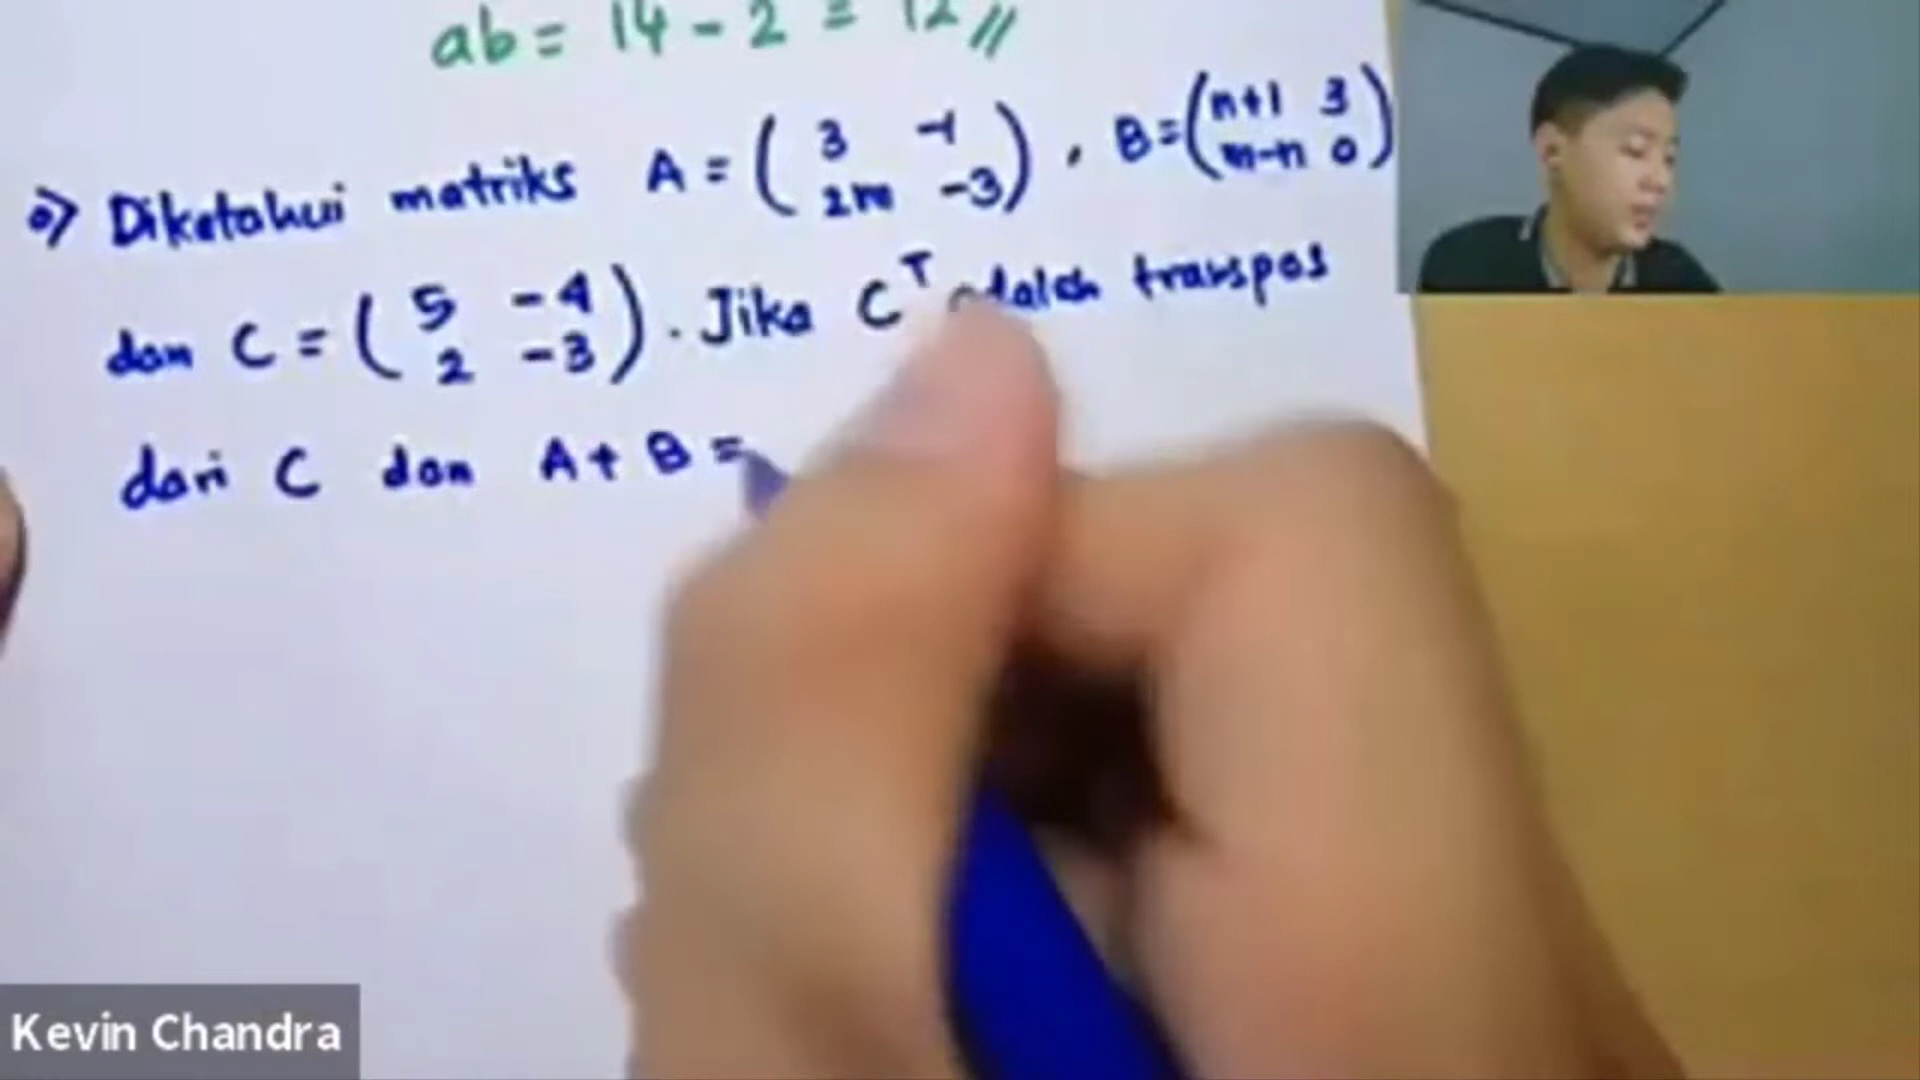 ab = 14 - 2 = 12 //
Diketahui matriks A = ( 3 -1 ; 2m -3 ) , B = ( n+1 3 ; m-n 0 )
dan C = ( 5 -4 ; 2 -3 ) . Jika C^T adalah transpos
dari C dan A + B =
Kevin Chandra